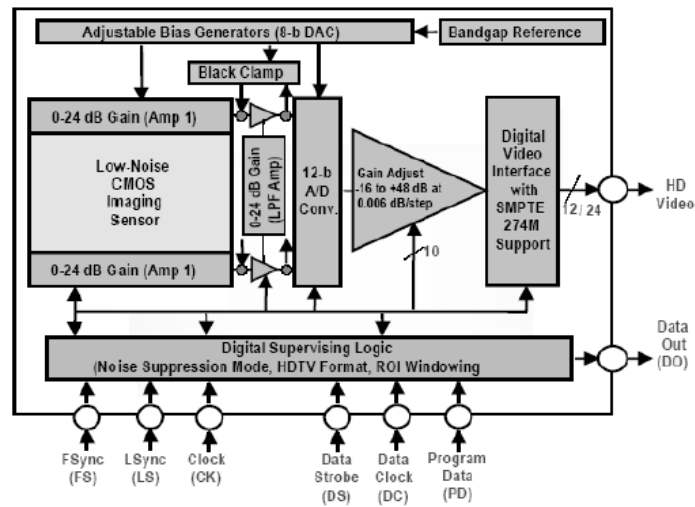 Adjustable Bias Generators (8-b DAC)
Bandgap Reference
Black Clamp
0-24 dB Gain (Amp 1)
Low-Noise
CMOS
Imaging
Sensor
0-24 dB Gain (Amp 1)
0-24 dB Gain
(LPF Amp)
12-b
A/D
Conv.
Gain Adjust
-16 to +48 dB at
0.006 dB/step
10
Digital
Video
Interface
with
SMPTE
274M
Support
12/24
HD
Video
Digital Supervising Logic
(Noise Suppression Mode, HDTV Format, ROI Windowing
Data
Out
(DO)
FSync
(FS)
LSync
(LS)
Clock
(CK)
Data
Strobe
(DS)
Data
Clock
(DC)
Program
Data
(PD)